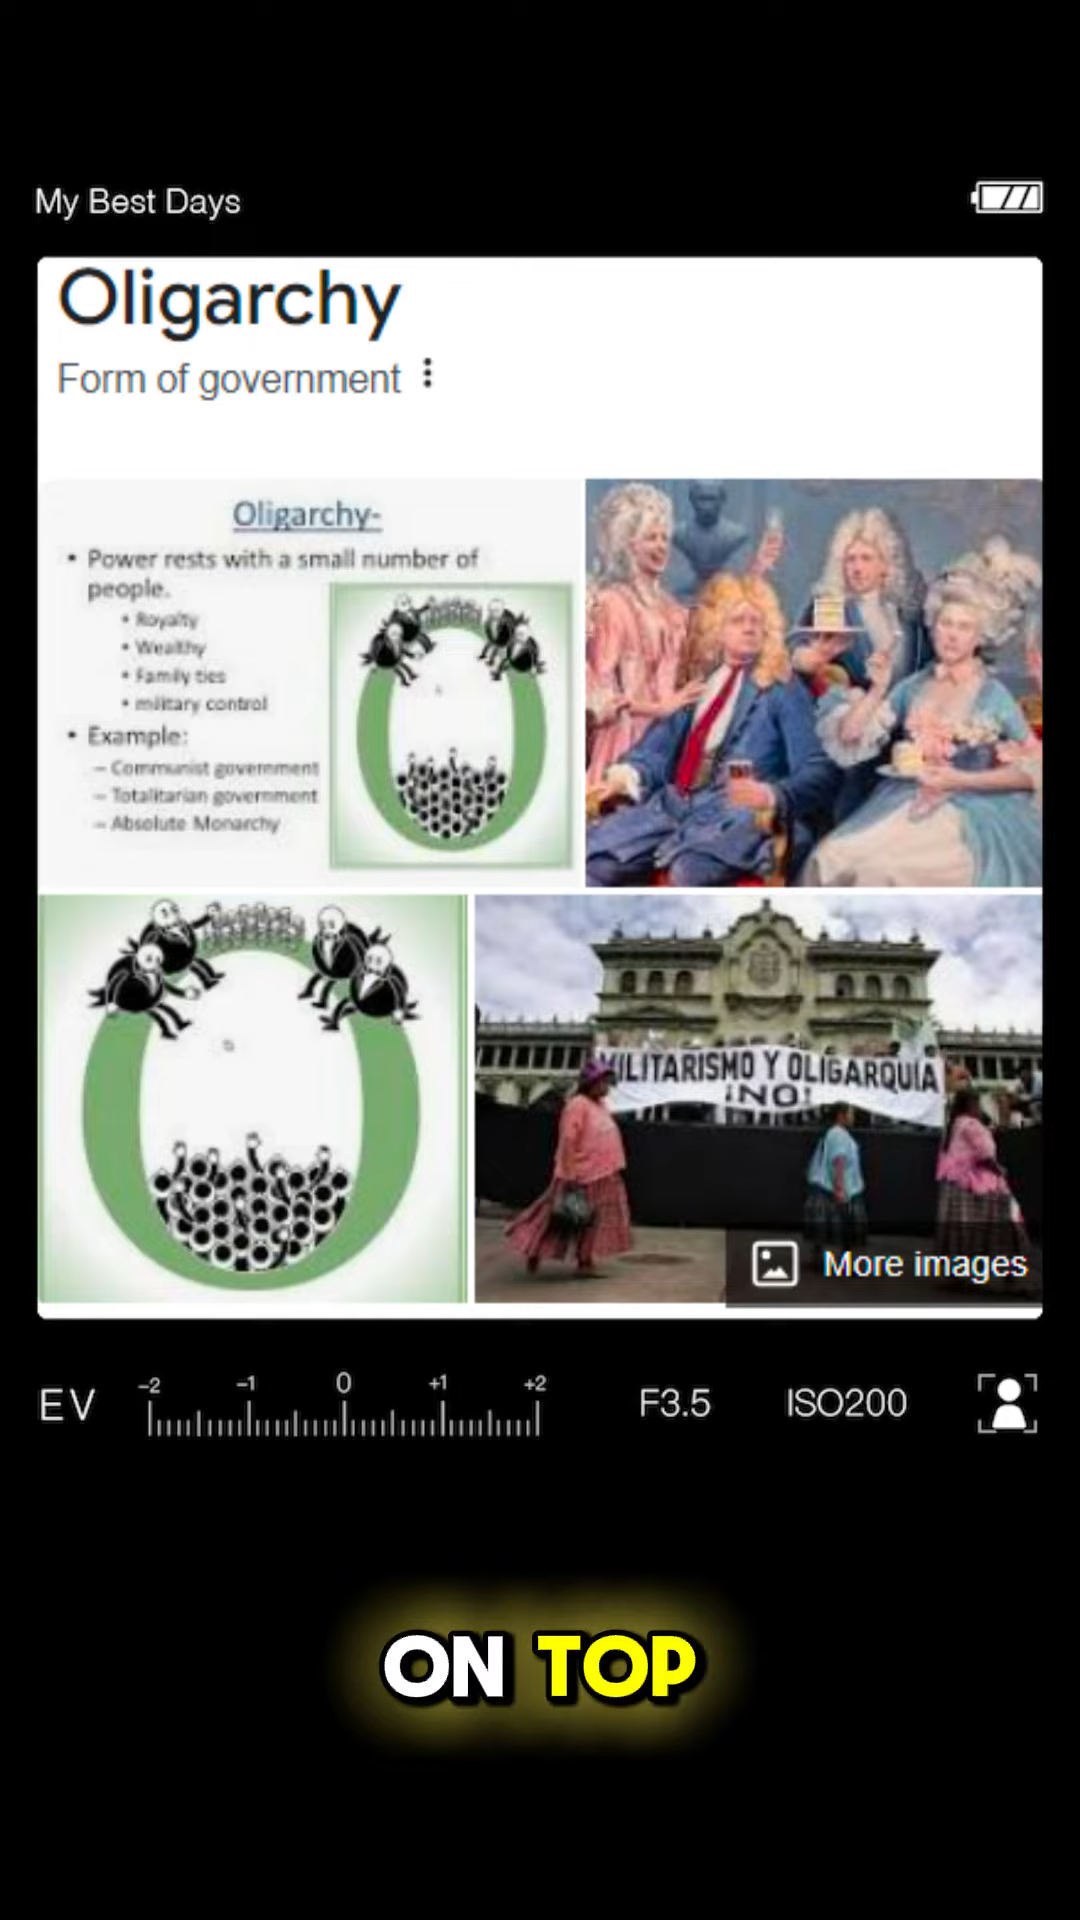 My Best Days
Oligarchy
Form of government
Oligarchy-
• Power rests with a small number of
people.
• Royalty
• Wealthy
• Family ties
• military control
• Example:
– Communist government
– Totalitarian government
– Absolute Monarchy
MILITARISMO Y OLIGARQUIA
¡NO!
More images
EV
-2 -1 0 +1 +2
F3.5
ISO200
ON TOP